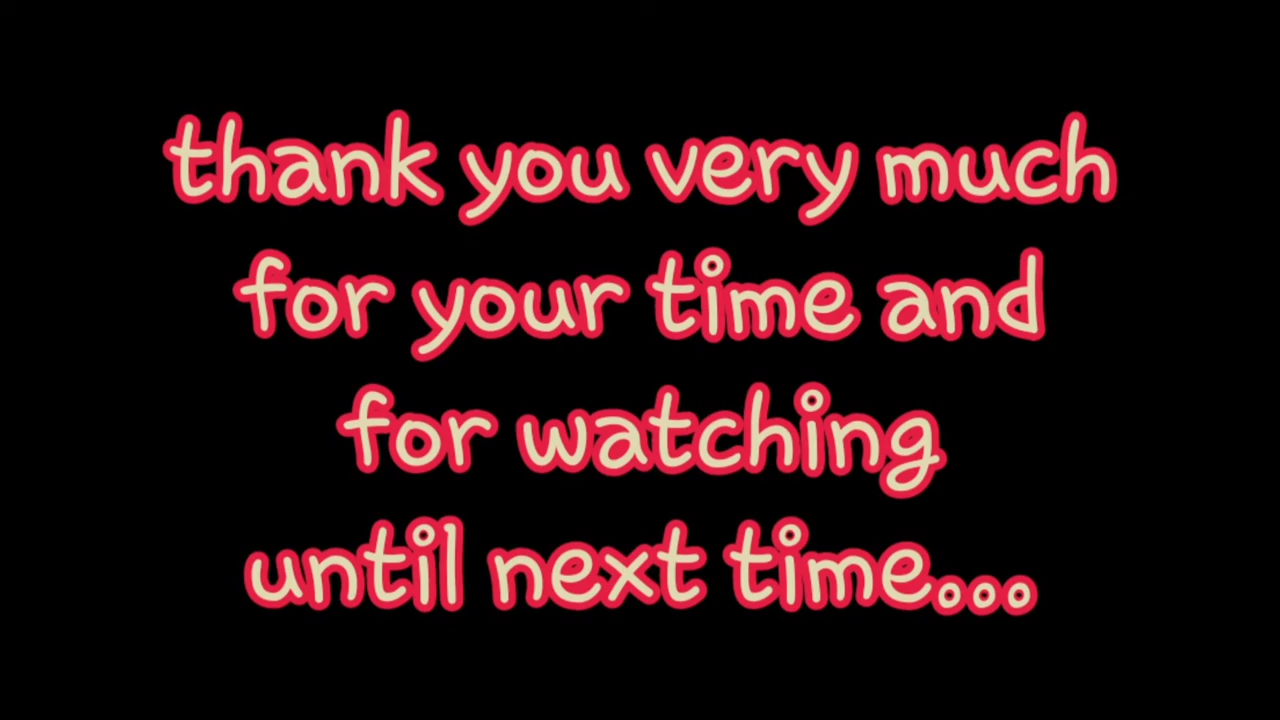 thank you very much
for your time and
for watching
until next time...